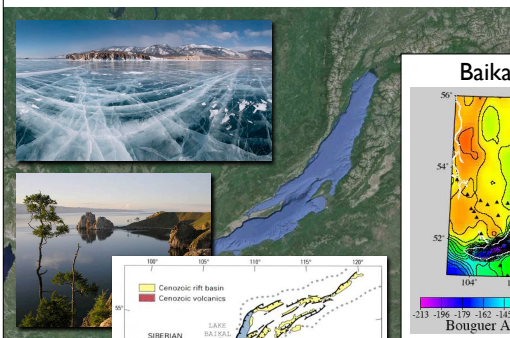 Baika
56°
54°
52°
104°
-213 -196 -179 -162 -145
Bouguer A
100° 105° 110° 115° 120°
Cenozoic rift basin
Cenozoic volcanics
55°
LAKE
BAIKAL
SIBERIAN